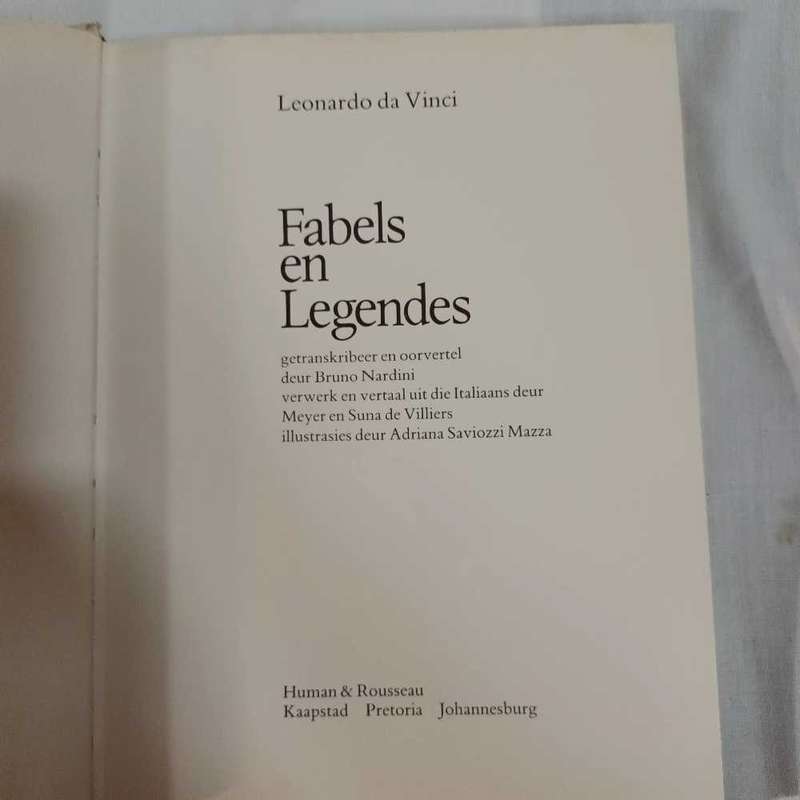 Leonardo da Vinci
Fabels
en
Legendes
getranskribeer en oorvertel
deur Bruno Nardini
verwerk en vertaal uit die Italiaans deur
Meyer en Suna de Villiers
illustrasies deur Adriana Saviozzi Mazza
Human & Rousseau
Kaapstad Pretoria Johannesburg